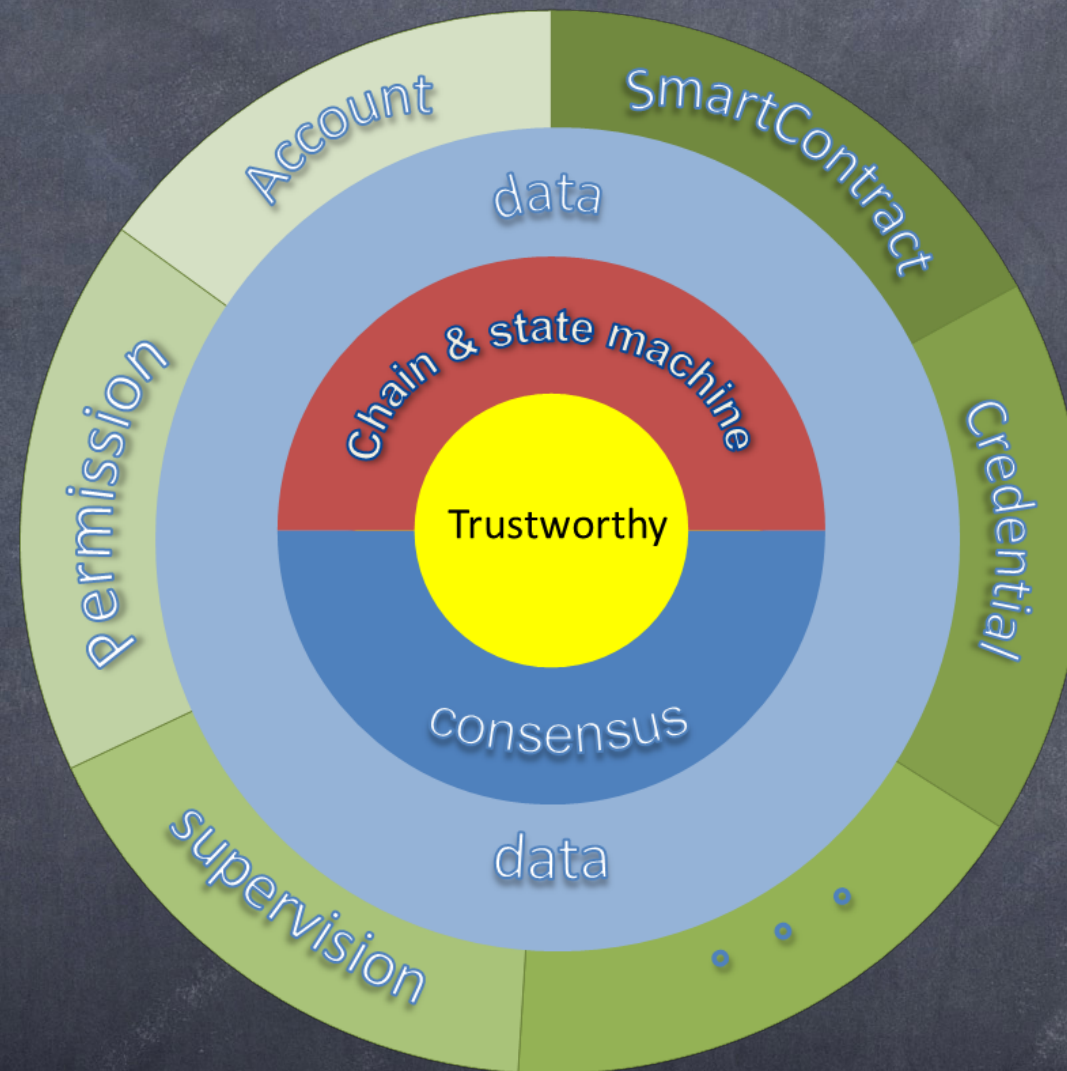 Account
SmartContract
data
Chain & state machine
Permission
Credential
Trustworthy
consensus
data
supervision